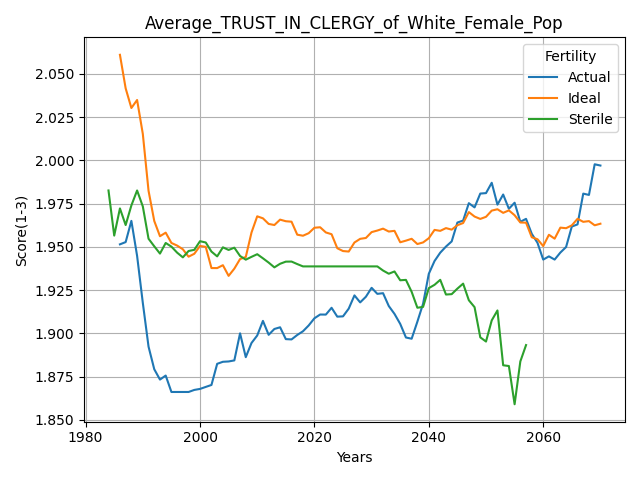 Average_TRUST_IN_CLERGY_of_White_Female_Pop
Fertility
Actual
Ideal
Sterile
Score(1-3)
2.050
2.025
2.000
1.975
1.950
1.925
1.900
1.875
1.850
1980 2000 2020 2040 2060
Years